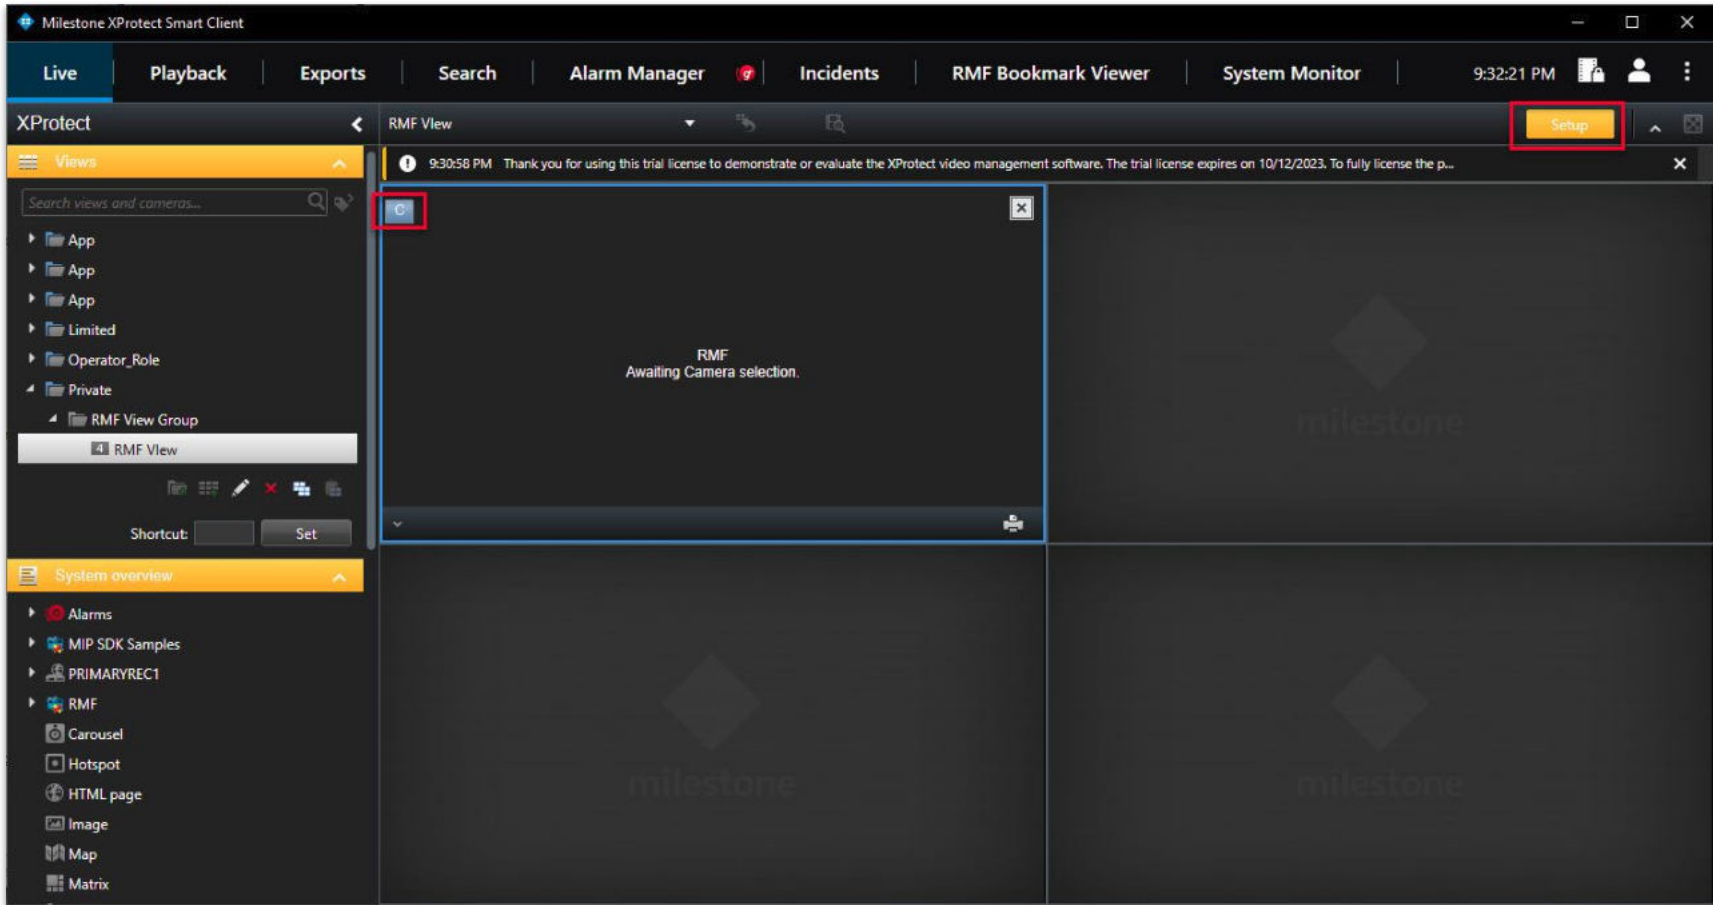 Milestone XProtect Smart Client
Live Playback Exports Search Alarm Manager Incidents RMF Bookmark Viewer System Monitor 9:32:21 PM
XProtect
RMF VIew
Setup
Views
9:30:58 PM Thank you for using this trial license to demonstrate or evaluate the XProtect video management software. The trial license expires on 10/12/2023. To fully license the p...
Search views and cameras...
C
App
App
App
Limited
Operator_Role
Private
RMF View Group
4 RMF VIew
Shortcut: Set
RMF
Awaiting Camera selection.
milestone
System overview
Alarms
MIP SDK Samples
PRIMARYREC1
RMF
Carousel
Hotspot
HTML page
Image
Map
Matrix
milestone
milestone